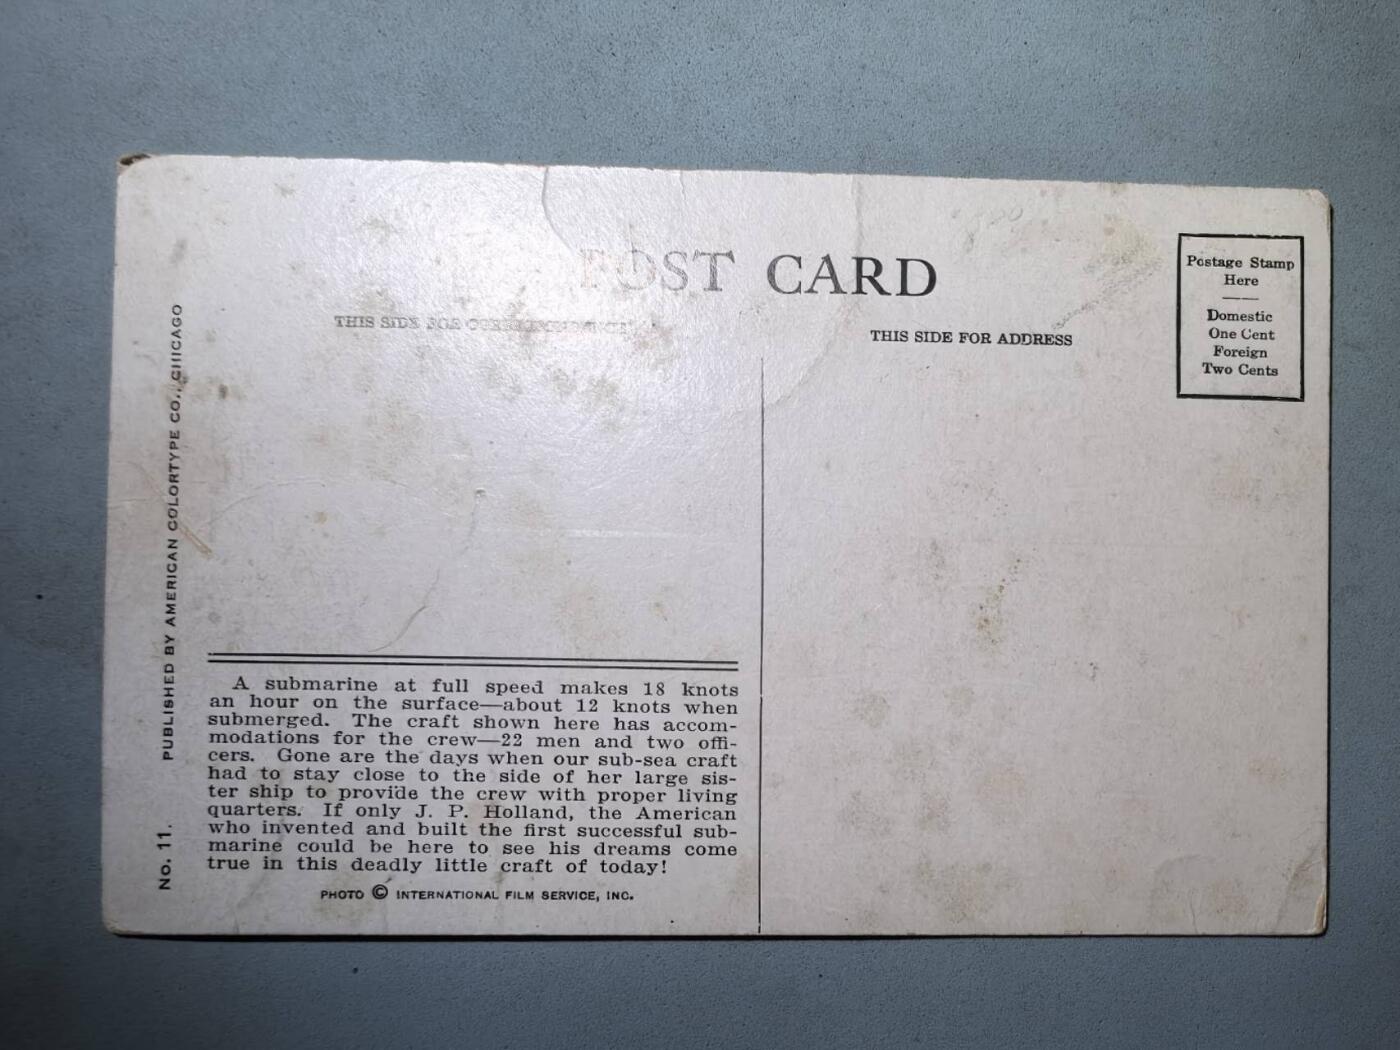 POST CARD
THIS SIDE FOR CORRESPONDENCE
THIS SIDE FOR ADDRESS
Postage Stamp
Here
Domestic
One Cent
Foreign
Two Cents
PUBLISHED BY AMERICAN COLORTYPE CO., CHICAGO
No. 11.
A submarine at full speed makes 18 knots
an hour on the surface—about 12 knots when
submerged. The craft shown here has accom-
modations for the crew—22 men and two offi-
cers. Gone are the days when our sub-sea craft
had to stay close to the side of her large sis-
ter ship to provide the crew with proper living
quarters. If only J. P. Holland, the American
who invented and built the first successful sub-
marine could be here to see his dreams come
true in this deadly little craft of today!
PHOTO © INTERNATIONAL FILM SERVICE, INC.